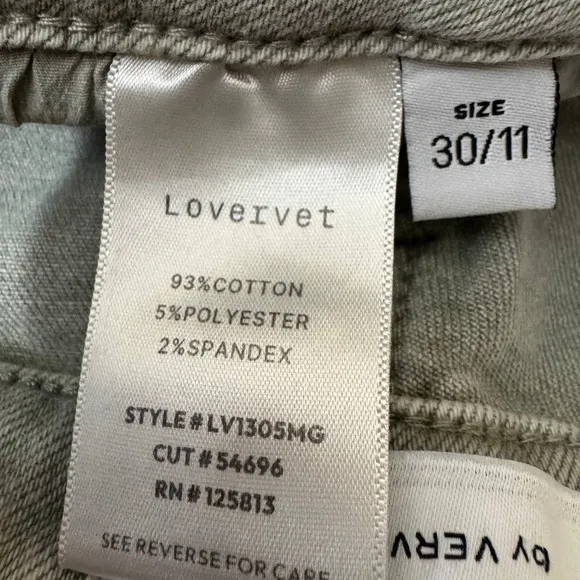 Lovervet
93%COTTON
5%POLYESTER
2%SPANDEX
STYLE#LV1305MG
CUT#54696
RN#125813
SEE REVERSE FOR CARE
SIZE
30/11
by VERV